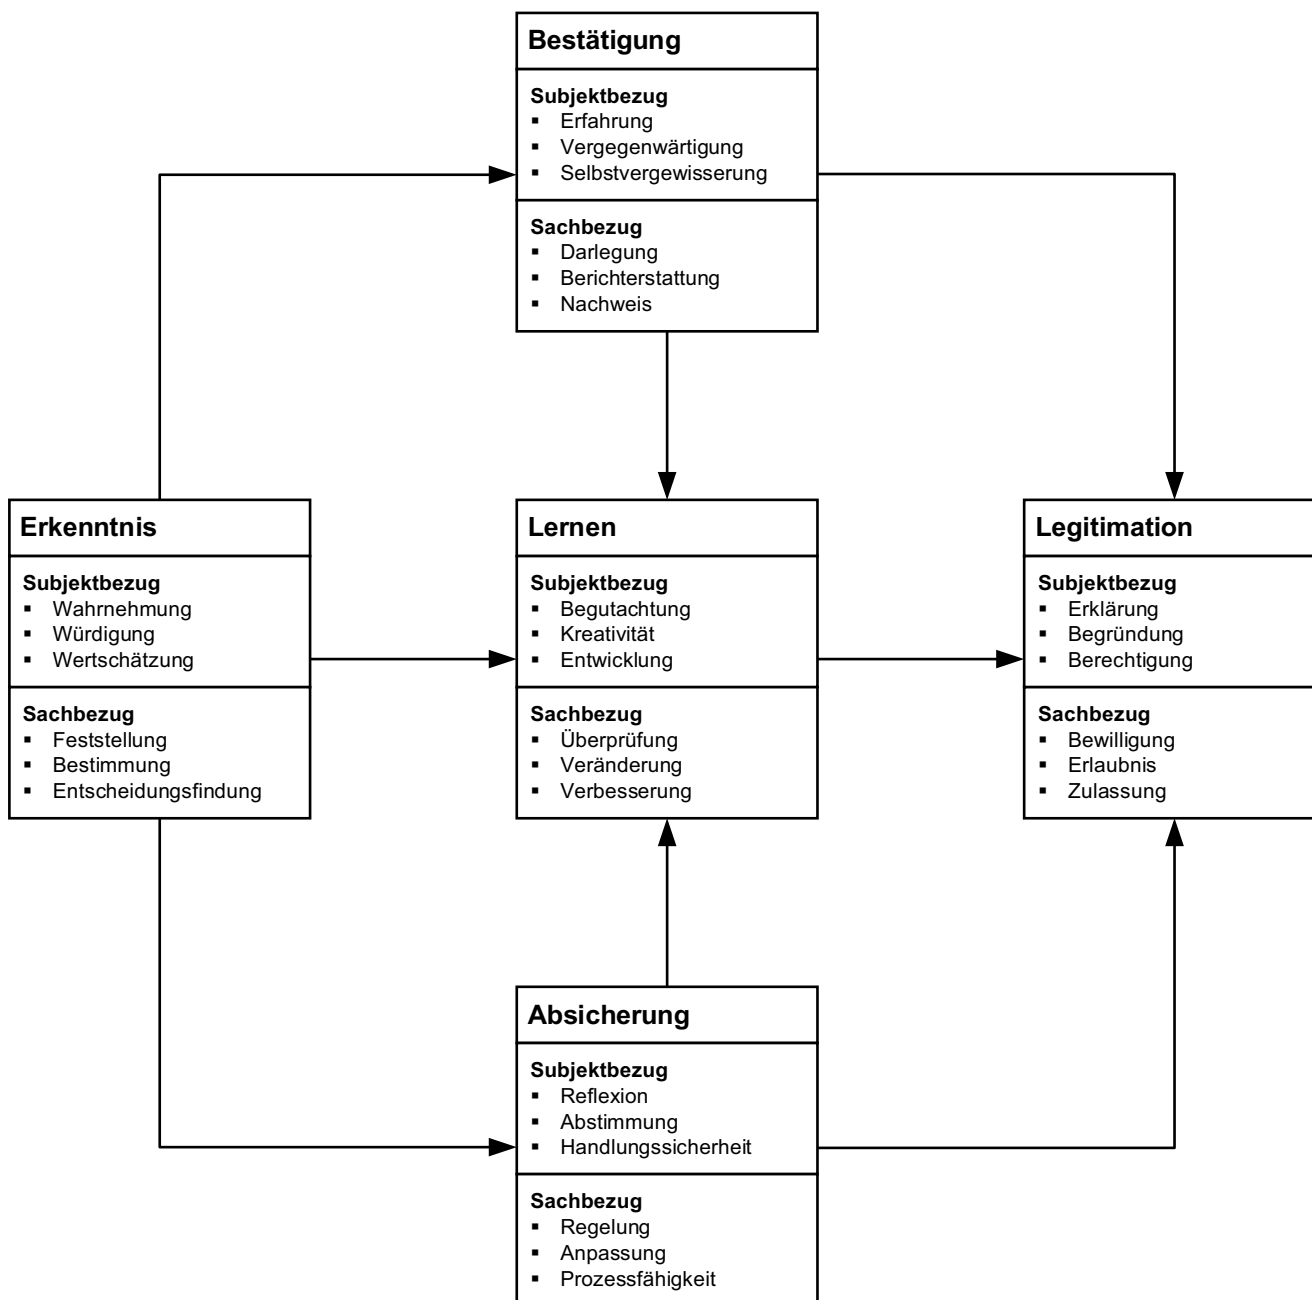 Bestätigung
Subjektbezug
▪ Erfahrung
▪ Vergegenwärtigung
▪ Selbstvergewisserung
Sachbezug
▪ Darlegung
▪ Berichterstattung
▪ Nachweis
Erkenntnis
Subjektbezug
▪ Wahrnehmung
▪ Würdigung
▪ Wertschätzung
Sachbezug
▪ Feststellung
▪ Bestimmung
▪ Entscheidungsfindung
Lernen
Subjektbezug
▪ Begutachtung
▪ Kreativität
▪ Entwicklung
Sachbezug
▪ Überprüfung
▪ Veränderung
▪ Verbesserung
Legitimation
Subjektbezug
▪ Erklärung
▪ Begründung
▪ Berechtigung
Sachbezug
▪ Bewilligung
▪ Erlaubnis
▪ Zulassung
Absicherung
Subjektbezug
▪ Reflexion
▪ Abstimmung
▪ Handlungssicherheit
Sachbezug
▪ Regelung
▪ Anpassung
▪ Prozessfähigkeit